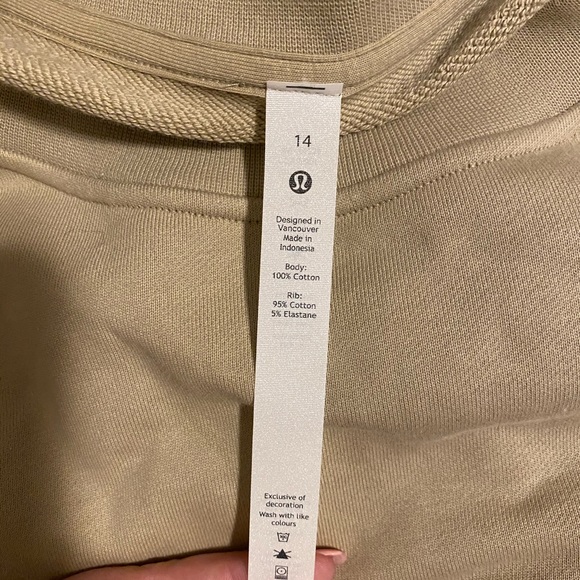 14
Designed in
Vancouver
Made in
Indonesia
Body:
100% Cotton
Rib:
95% Cotton
5% Elastane
Exclusive of
decoration
Wash with like
colours